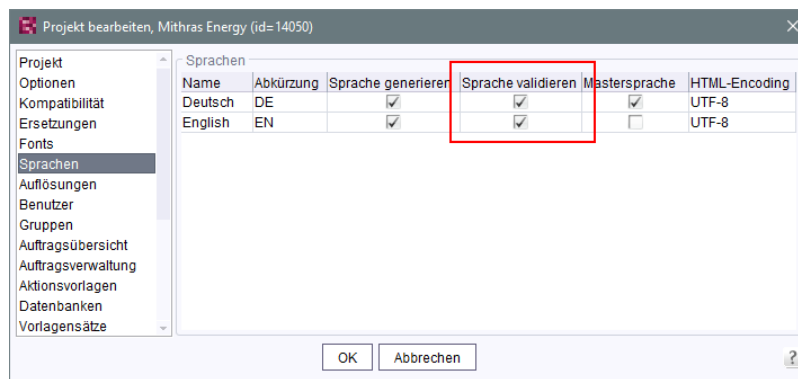 Projekt bearbeiten, Mithras Energy (id=14050)
Projekt
Optionen
Kompatibilität
Ersetzungen
Fonts
Sprachen
Auflösungen
Benutzer
Gruppen
Auftragsübersicht
Auftragsverwaltung
Aktionsvorlagen
Datenbanken
Vorlagensätze
Sprachen
Name Abkürzung Sprache generieren Sprache validieren Mastersprache HTML-Encoding
Deutsch DE UTF-8
English EN UTF-8
OK Abbrechen
?